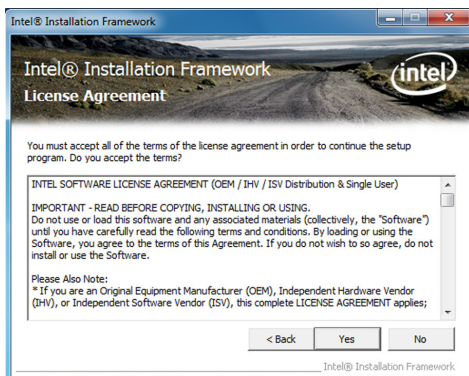 Intel® Installation Framework
Intel® Installation Framework
License Agreement
intel
You must accept all of the terms of the license agreement in order to continue the setup
program. Do you accept the terms?
INTEL SOFTWARE LICENSE AGREEMENT (OEM / IHV / ISV Distribution & Single User)
IMPORTANT - READ BEFORE COPYING, INSTALLING OR USING.
Do not use or load this software and any associated materials (collectively, the "Software")
until you have carefully read the following terms and conditions. By loading or using the
Software, you agree to the terms of this Agreement. If you do not wish to so agree, do not
install or use the Software.
Please Also Note:
* If you are an Original Equipment Manufacturer (OEM), Independent Hardware Vendor
(IHV), or Independent Software Vendor (ISV), this complete LICENSE AGREEMENT applies;
< Back Yes No
Intel® Installation Framework